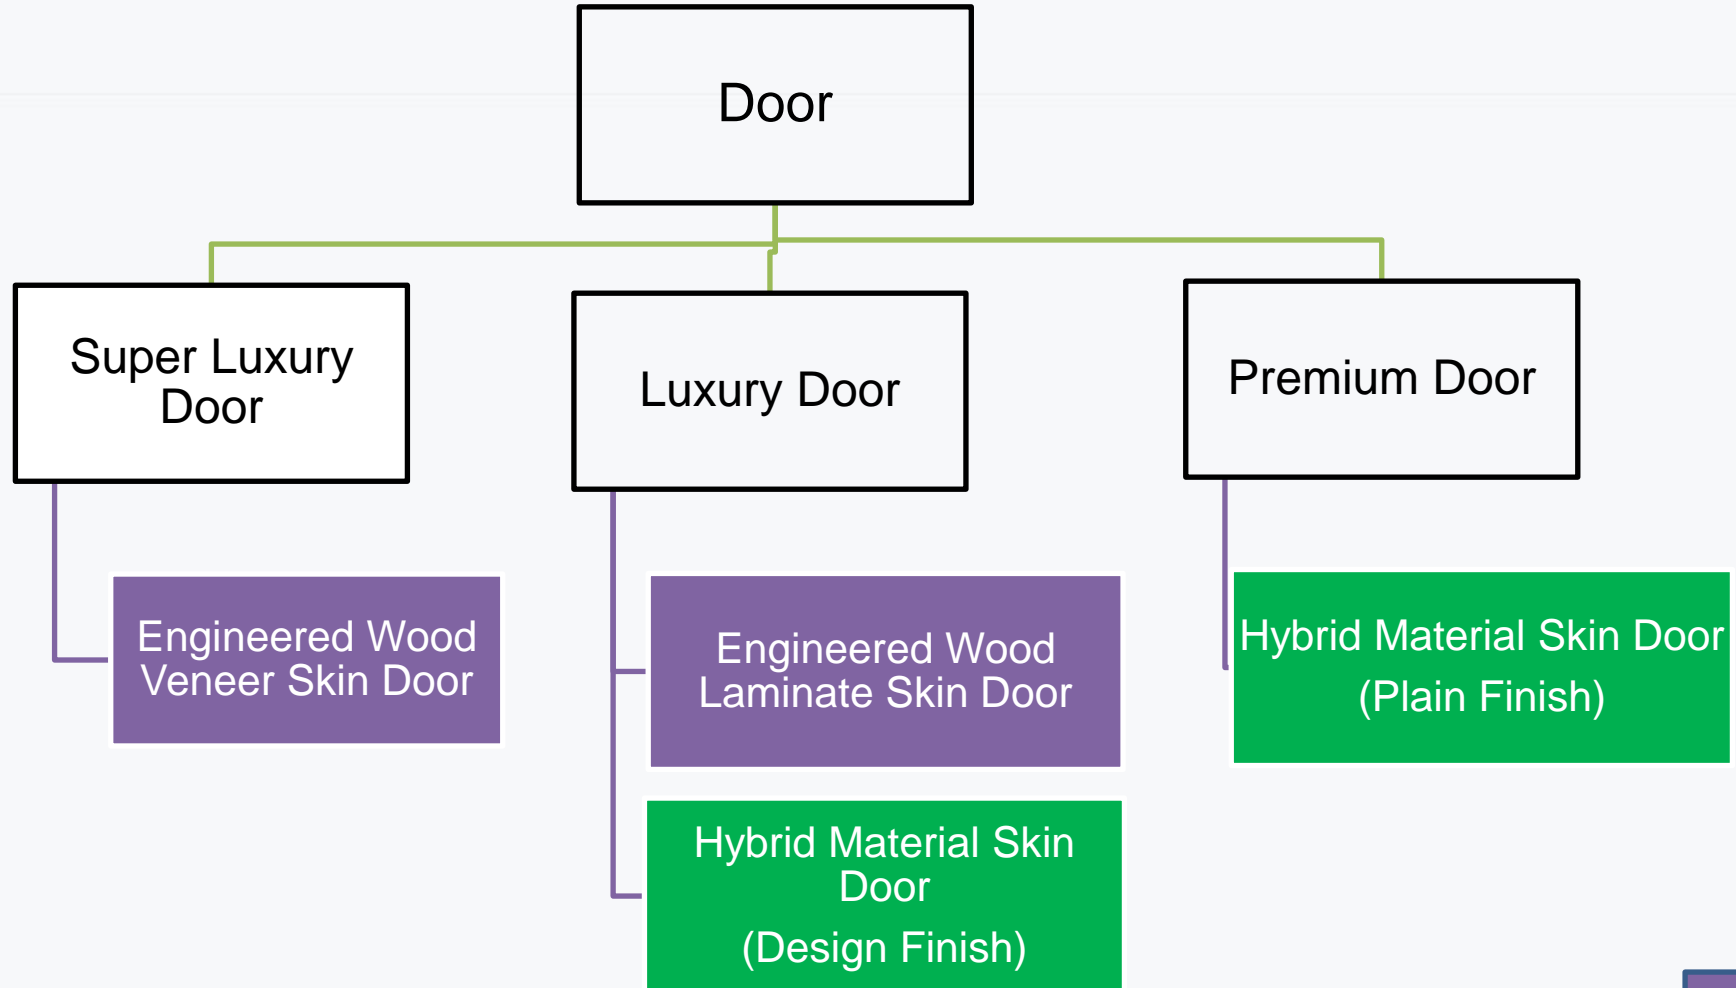 Door
Super Luxury
Door
Luxury Door
Premium Door
Engineered Wood
Veneer Skin Door
Engineered Wood
Laminate Skin Door
Hybrid Material Skin Door
(Plain Finish)
Hybrid Material Skin
Door
(Design Finish)